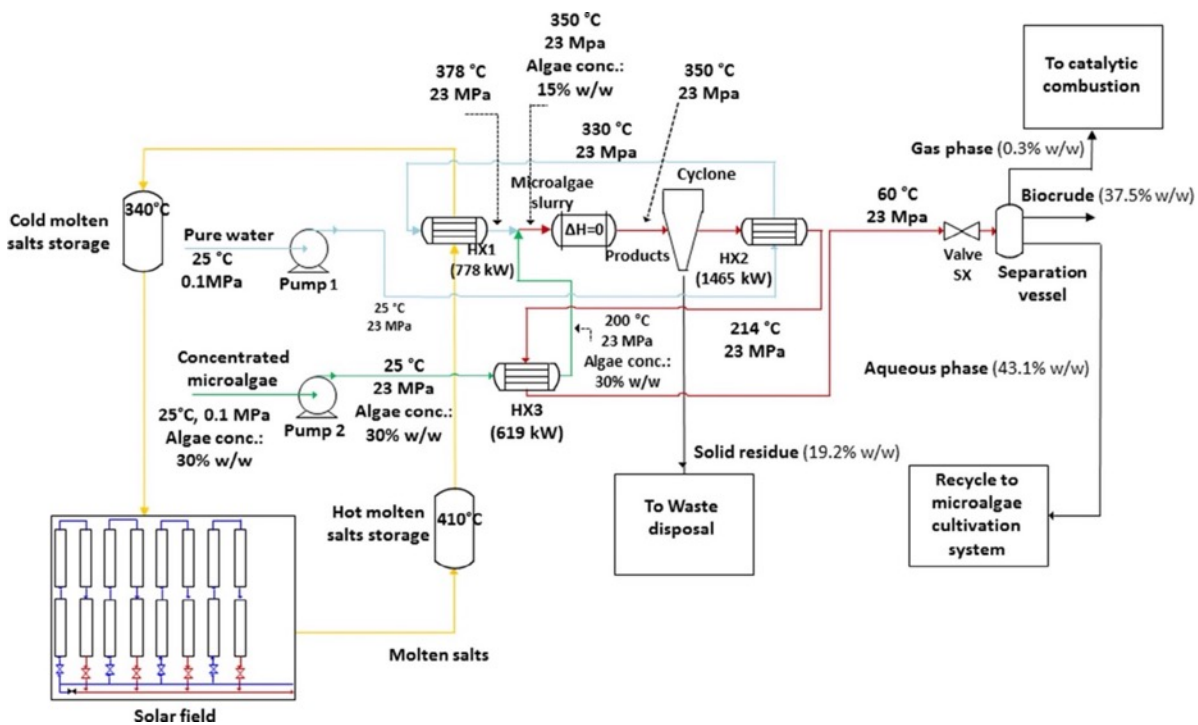 350 °C
23 Mpa
Algae conc.:
15% w/w
378 °C
23 MPa
350 °C
23 Mpa
330 °C
23 Mpa
To catalytic
combustion
Gas phase (0.3% w/w)
Biocrude (37.5% w/w)
Cyclone
Microalgae
slurry
60 °C
23 Mpa
340°C
Cold molten
salts storage
Pure water
25 °C
0.1MPa
Pump 1
HX1
(778 kW)
ΔH=0
Products
HX2
(1465 kW)
Valve
SX
Separation
vessel
25 °C
23 MPa
200 °C
23 MPa
Algae conc.:
30% w/w
214 °C
23 MPa
Concentrated
microalgae
25°C, 0.1 MPa
Algae conc.:
30% w/w
Pump 2
25 °C
23 MPa
Algae conc.:
30% w/w
HX3
(619 kW)
Aqueous phase (43.1% w/w)
Solid residue (19.2% w/w)
To Waste
disposal
Recycle to
microalgae
cultivation
system
Hot molten
salts storage
410°C
Molten salts
Solar field